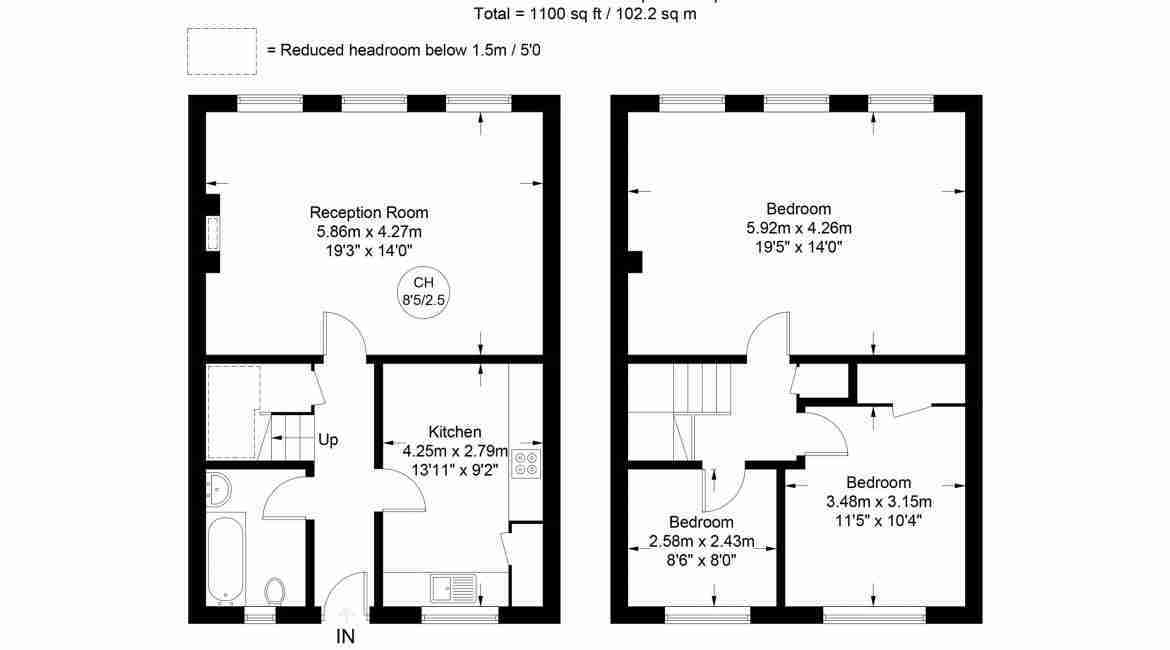 Total = 1100 sq ft / 102.2 sq m
= Reduced headroom below 1.5m / 5'0
Reception Room
5.86m x 4.27m
19'3" x 14'0"
CH
8'5/2.5
Up
Kitchen
4.25m x 2.79m
13'11" x 9'2"
IN
Bedroom
5.92m x 4.26m
19'5" x 14'0"
Bedroom
3.48m x 3.15m
11'5" x 10'4"
Bedroom
2.58m x 2.43m
8'6" x 8'0"